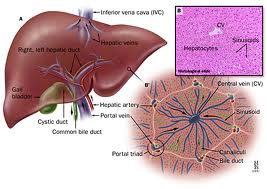 A
Inferior vena cava (IVC)
Hepatic veins
Right, left hepatic duct
Gall
bladder
Cystic duct
Common bile duct
Hepatic artery
Portal vein
B
CV
Hepatocytes
Sinusoids
B'
Central vein (CV)
Sinusoid
Canaliculi
Bile duct
Portal triad